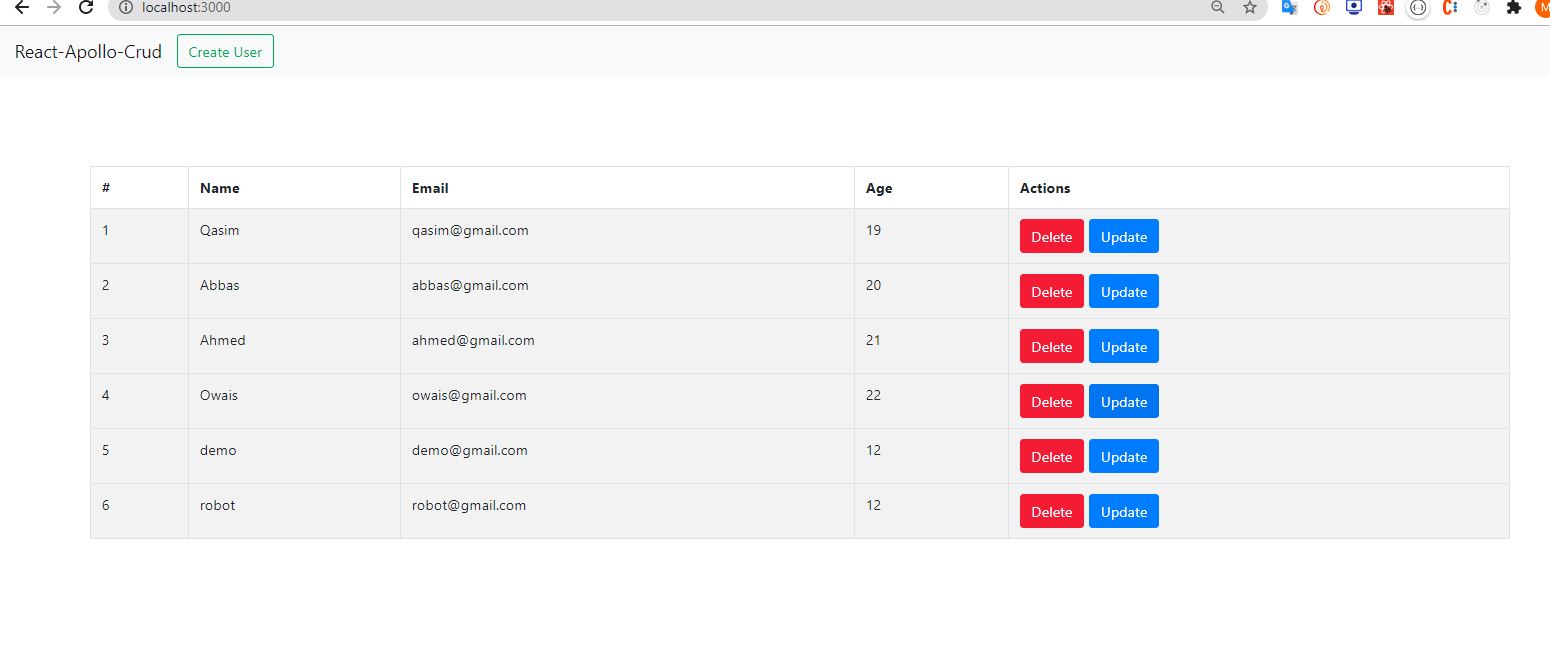 localhost:3000
React-Apollo-Crud Create User
# Name Email Age Actions
1 Qasim qasim@gmail.com 19 Delete Update
2 Abbas abbas@gmail.com 20 Delete Update
3 Ahmed ahmed@gmail.com 21 Delete Update
4 Owais owais@gmail.com 22 Delete Update
5 demo demo@gmail.com 12 Delete Update
6 robot robot@gmail.com 12 Delete Update